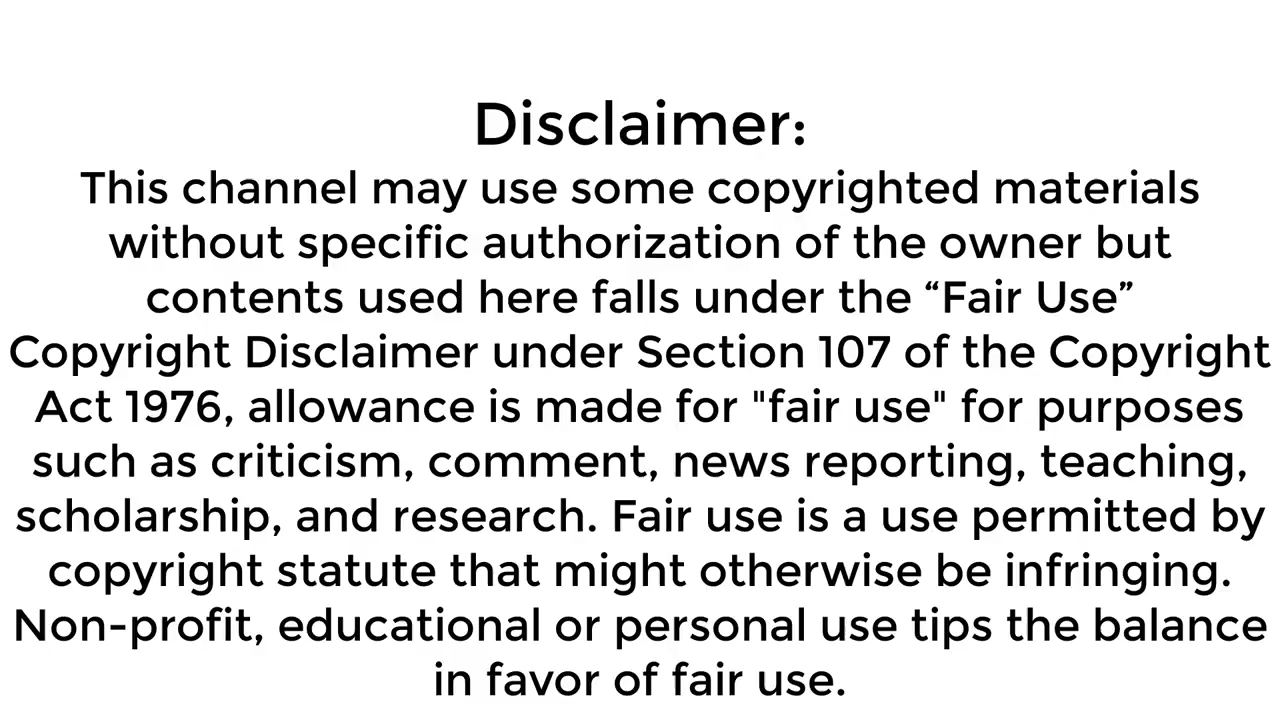 Disclaimer:
This channel may use some copyrighted materials
without specific authorization of the owner but
contents used here falls under the “Fair Use”
Copyright Disclaimer under Section 107 of the Copyright
Act 1976, allowance is made for "fair use" for purposes
such as criticism, comment, news reporting, teaching,
scholarship, and research. Fair use is a use permitted by
copyright statute that might otherwise be infringing.
Non-profit, educational or personal use tips the balance
in favor of fair use.